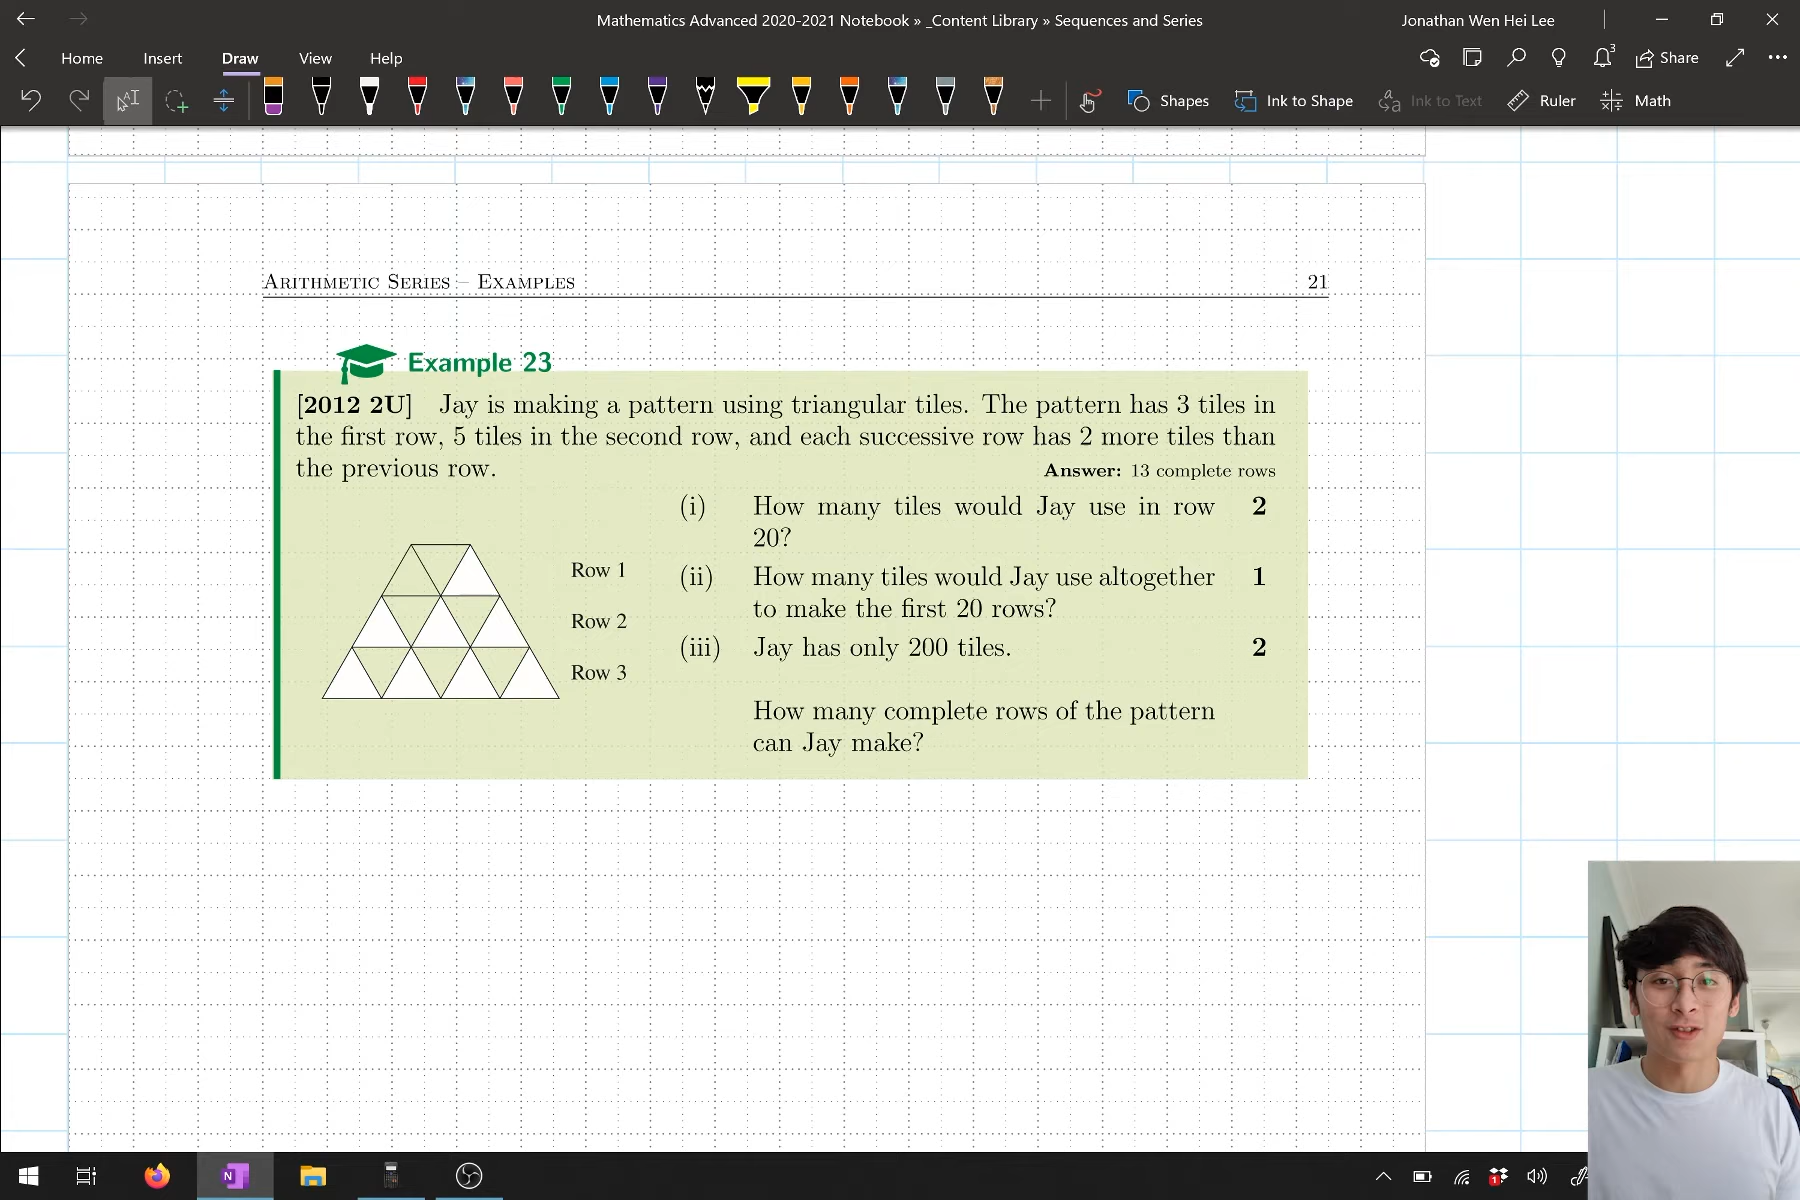 Mathematics Advanced 2020-2021 Notebook » _Content Library » Sequences and Series
Jonathan Wen Hei Lee
Home Insert Draw View Help
3
Share
Shapes
Ink to Shape
Ink to Text
Ruler
Math
ARITHMETIC SERIES – EXAMPLES 21
Example 23
[2012 2U] Jay is making a pattern using triangular tiles. The pattern has 3 tiles in
the first row, 5 tiles in the second row, and each successive row has 2 more tiles than
the previous row. Answer: 13 complete rows
(i) How many tiles would Jay use in row 2
20?
(ii) How many tiles would Jay use altogether 1
to make the first 20 rows?
(iii) Jay has only 200 tiles. 2
How many complete rows of the pattern
can Jay make?
Row 1
Row 2
Row 3
N
1